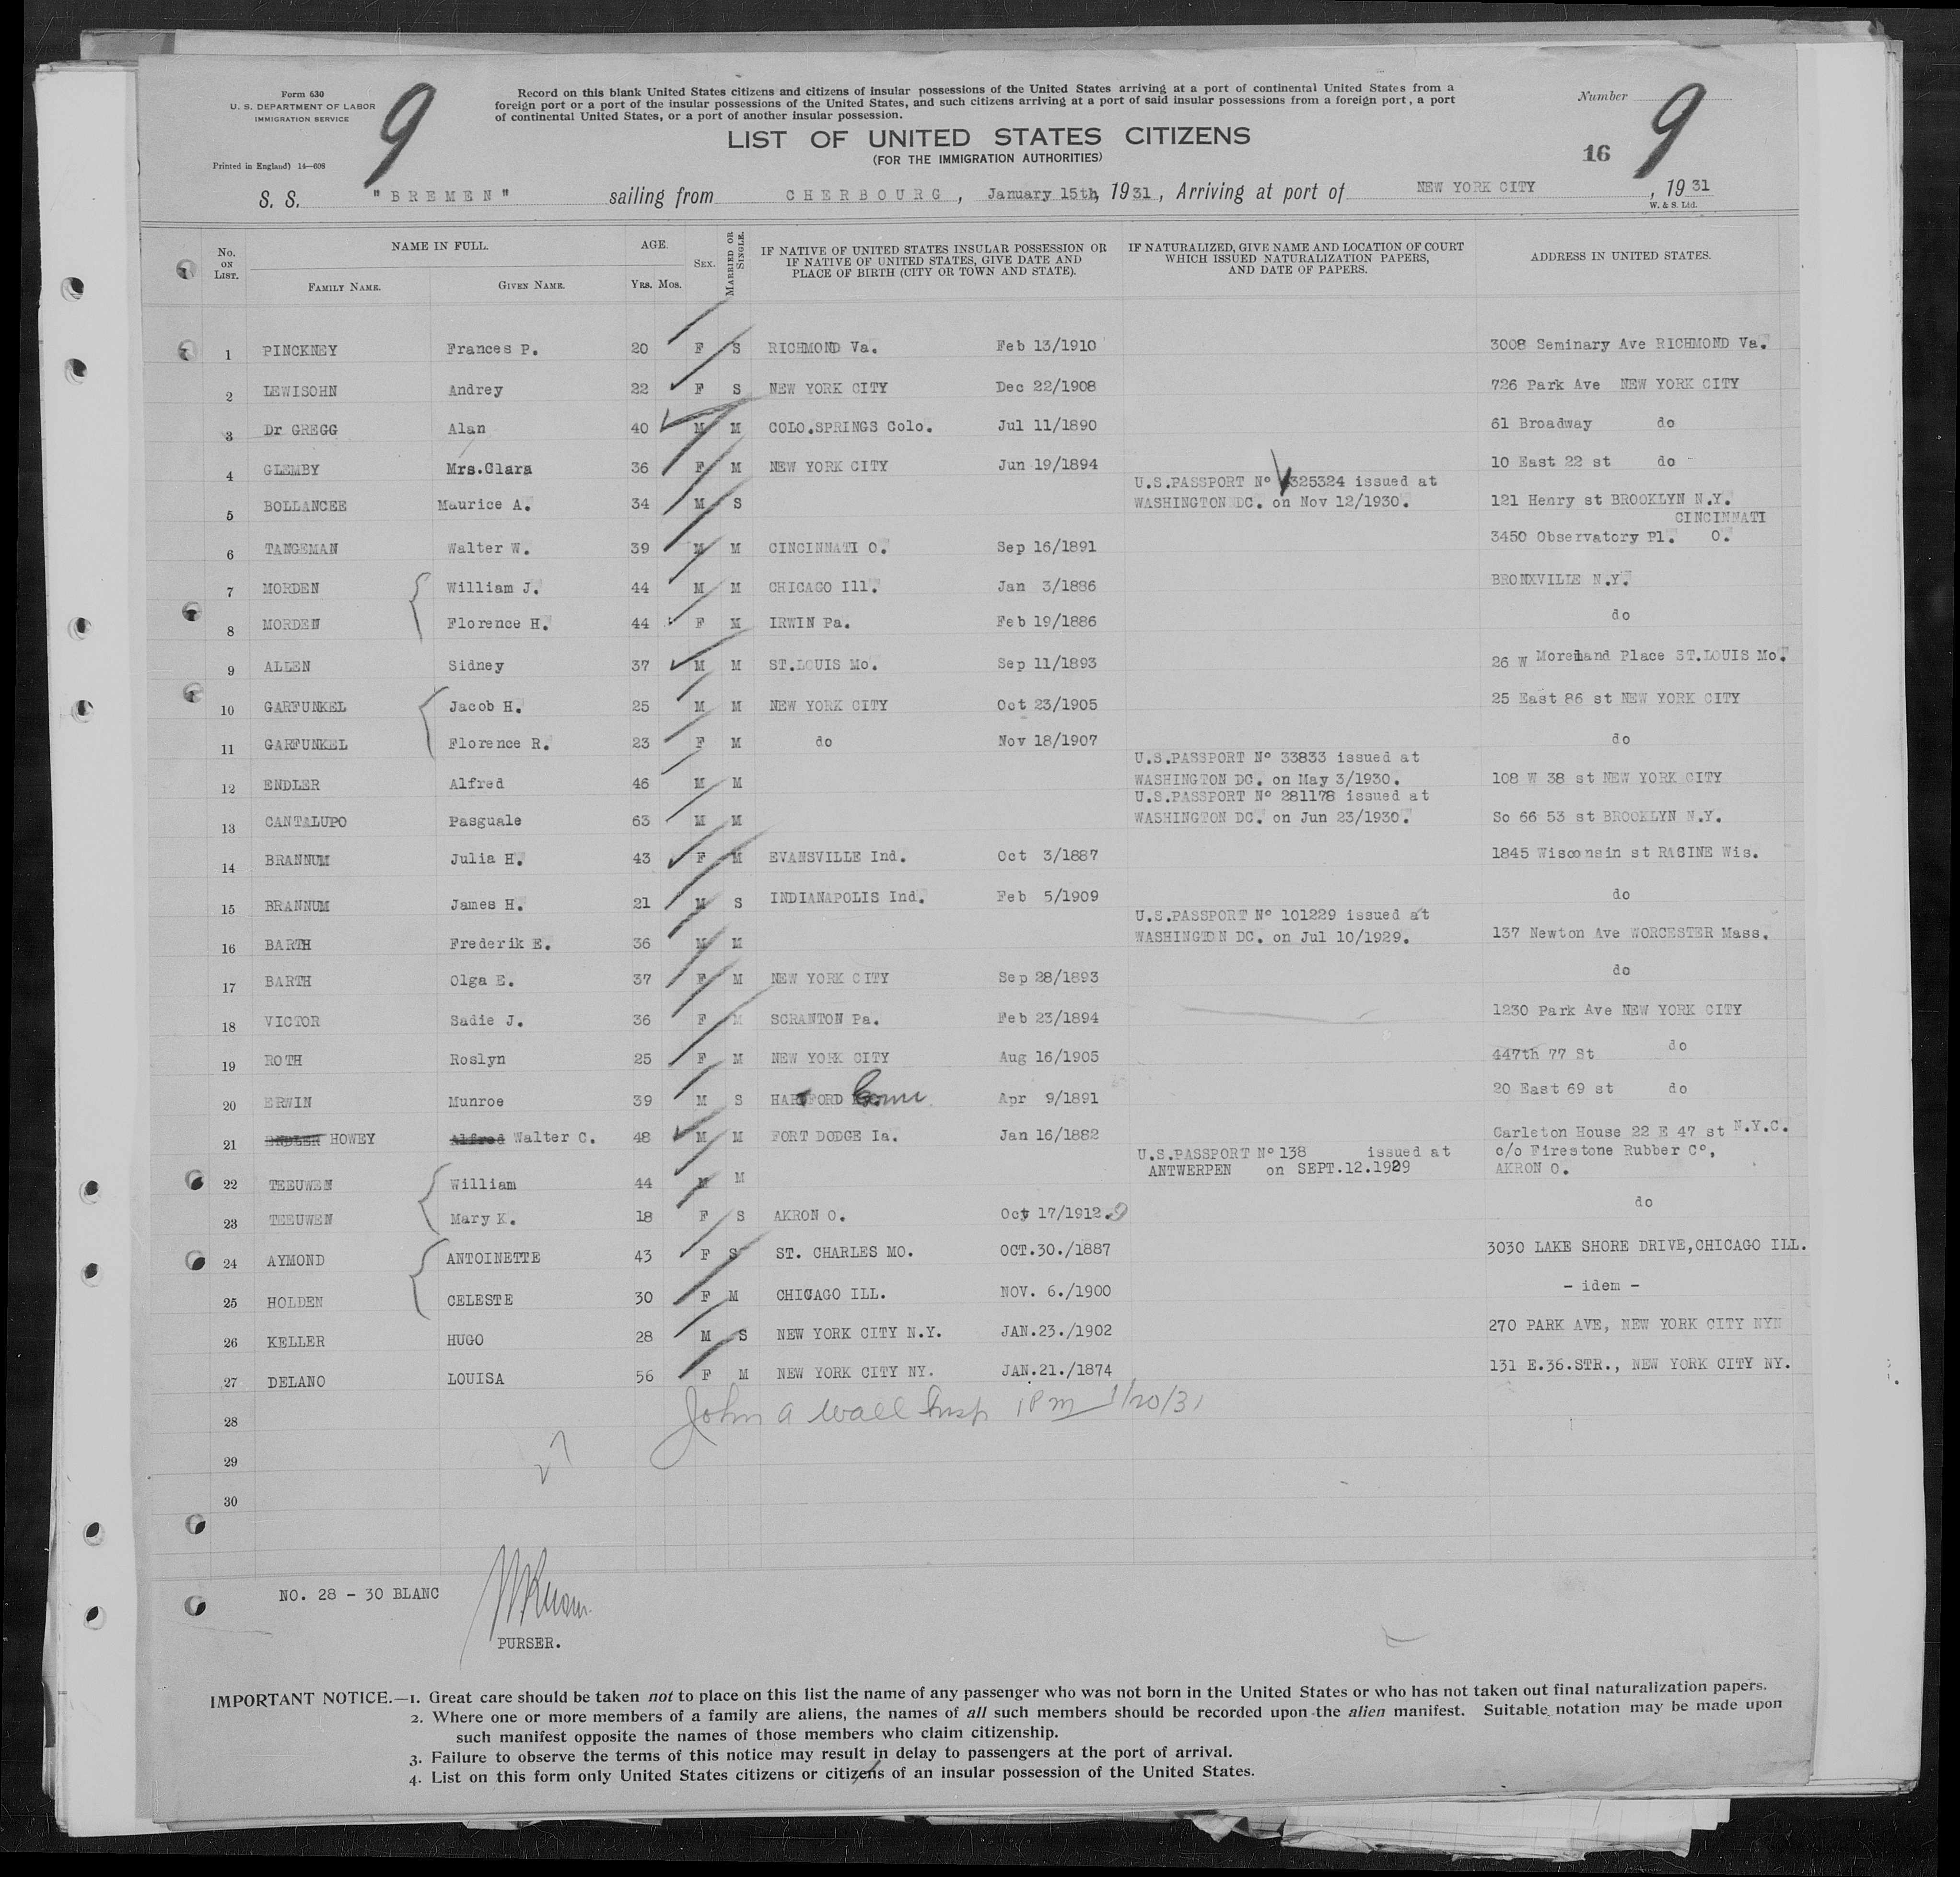 Form 630
U. S. DEPARTMENT OF LABOR
IMMIGRATION SERVICE
Printed in England) 14—608
9
Record on this blank United States citizens and citizens of insular possessions of the United States arriving at a port of continental United States from a
foreign port or a port of the insular possessions of the United States, and such citizens arriving at a port of said insular possessions from a foreign port, a port
of continental United States, or a port of another insular possession.
LIST OF UNITED STATES CITIZENS
(FOR THE IMMIGRATION AUTHORITIES)
Number
16
9
S. S. "BREMEN" sailing from CHERBOURG, January 15th, 1931, Arriving at port of NEW YORK CITY, 1931
W. & S. Ltd.
No. ON LIST. NAME IN FULL. FAMILY NAME. GIVEN NAME. AGE. YRS. MOS. SEX. MARRIED OR SINGLE. IF NATIVE OF UNITED STATES INSULAR POSSESSION OR IF NATIVE OF UNITED STATES, GIVE DATE AND PLACE OF BIRTH (CITY OR TOWN AND STATE). IF NATURALIZED, GIVE NAME AND LOCATION OF COURT WHICH ISSUED NATURALIZATION PAPERS, AND DATE OF PAPERS. ADDRESS IN UNITED STATES.
1 PINCKNEY Frances P. 20 F S RICHMOND Va. Feb 13/1910 3008 Seminary Ave RICHMOND Va.
2 LEWISOHN Andrey 22 F S NEW YORK CITY Dec 22/1908 726 Park Ave NEW YORK CITY
3 Dr GREGG Alan 40 M M COLO.SPRINGS Colo. Jul 11/1890 61 Broadway do
4 GLEMBY Mrs.Clara 36 F M NEW YORK CITY Jun 19/1894 10 East 22 st do
5 BOLLANCEE Maurice A. 34 M S U.S.PASSPORT Nº 325324 issued at WASHINGTON DC. on Nov 12/1930. 121 Henry st BROOKLYN N.Y.
6 TANGEMAN Walter W. 39 M M CINCINNATI O. Sep 16/1891 3450 Observatory Pl. CINCINNATI O.
7 MORDEN William J. 44 M M CHICAGO Ill. Jan 3/1886 BRONXVILLE N.Y.
8 MORDEN Florence H. 44 F M IRWIN Pa. Feb 19/1886 do
9 ALLEN Sidney 37 M M ST.LOUIS Mo. Sep 11/1893 26 W Moreland Place ST.LOUIS Mo.
10 GARFUNKEL Jacob H. 25 M M NEW YORK CITY Oct 23/1905 25 East 86 st NEW YORK CITY
11 GARFUNKEL Florence R. 23 F M do Nov 18/1907 do
12 ENDLER Alfred 46 M M U.S.PASSPORT Nº 33833 issued at WASHINGTON DC. on May 3/1930. 108 W 38 st NEW YORK CITY
13 CANTALUPO Pasguale 63 M M U.S.PASSPORT Nº 281178 issued at WASHINGTON DC. on Jun 23/1930. So 66 53 st BROOKLYN N.Y.
14 BRANNUM Julia H. 43 F M EVANSVILLE Ind. Oct 3/1887 1845 Wisconsin st RACINE Wis.
15 BRANNUM James H. 21 M S INDIANAPOLIS Ind. Feb 5/1909 do
16 BARTH Frederik E. 36 M M U.S.PASSPORT Nº 101229 issued at WASHINGTON DC. on Jul 10/1929. 137 Newton Ave WORCESTER Mass.
17 BARTH Olga E. 37 F M NEW YORK CITY Sep 28/1893 do
18 VICTOR Sadie J. 36 F M SCRANTON Pa. Feb 23/1894 1230 Park Ave NEW YORK CITY
19 ROTH Roslyn 25 F M NEW YORK CITY Aug 16/1905 447th 77 St do
20 ERWIN Munroe 39 M S HARTFORD Conn. Apr 9/1891 20 East 69 st do
21 ENDLER HOWEY Alfred Walter C. 48 M M FORT DODGE Ia. Jan 16/1882 Carleton House 22 E 47 st N.Y.C.
22 TEEUWEN William 44 M M U.S.PASSPORT Nº 138 issued at ANTWERPEN on SEPT.12.1929 c/o Firestone Rubber Cº, AKRON O.
23 TEEUWEN Mary K. 18 F S AKRON O. Oct 17/1912. do
24 AYMOND ANTOINETTE 43 F S ST. CHARLES MO. OCT.30./1887 3030 LAKE SHORE DRIVE,CHICAGO ILL.
25 HOLDEN CELESTE 30 F M CHICAGO ILL. NOV. 6./1900 - idem -
26 KELLER HUGO 28 M S NEW YORK CITY N.Y. JAN.23./1902 270 PARK AVE, NEW YORK CITY NYN
27 DELANO LOUISA 56 F M NEW YORK CITY NY. JAN.21./1874 131 E.36.STR., NEW YORK CITY NY.
28 John A Wall Insp 1 Pm 1/20/31
29 27
30
NO. 28 - 30 BLANC
PURSER.
IMPORTANT NOTICE.—1. Great care should be taken not to place on this list the name of any passenger who was not born in the United States or who has not taken out final naturalization papers.
2. Where one or more members of a family are aliens, the names of all such members should be recorded upon the alien manifest. Suitable notation may be made upon
such manifest opposite the names of those members who claim citizenship.
3. Failure to observe the terms of this notice may result in delay to passengers at the port of arrival.
4. List on this form only United States citizens or citizens of an insular possession of the United States.